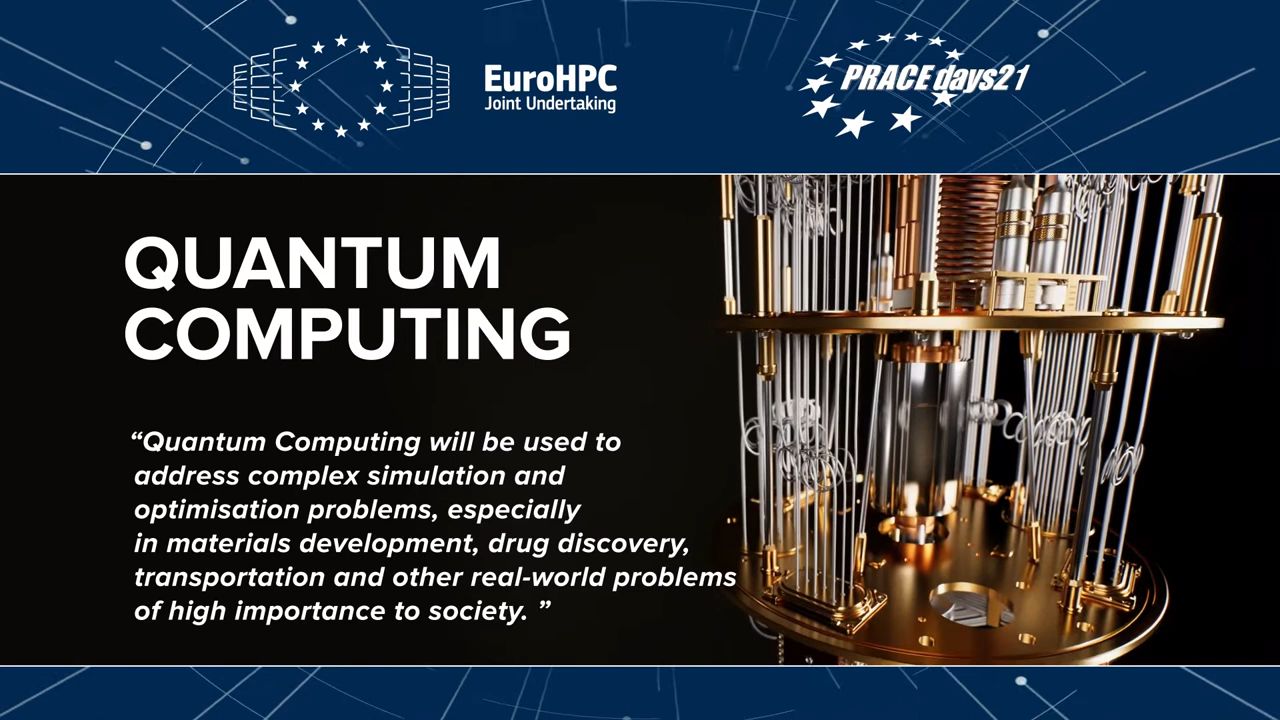 EuroHPC
Joint Undertaking
PRACE days21
QUANTUM
COMPUTING
“Quantum Computing will be used to
address complex simulation and
optimisation problems, especially
in materials development, drug discovery,
transportation and other real-world problems
of high importance to society. ”